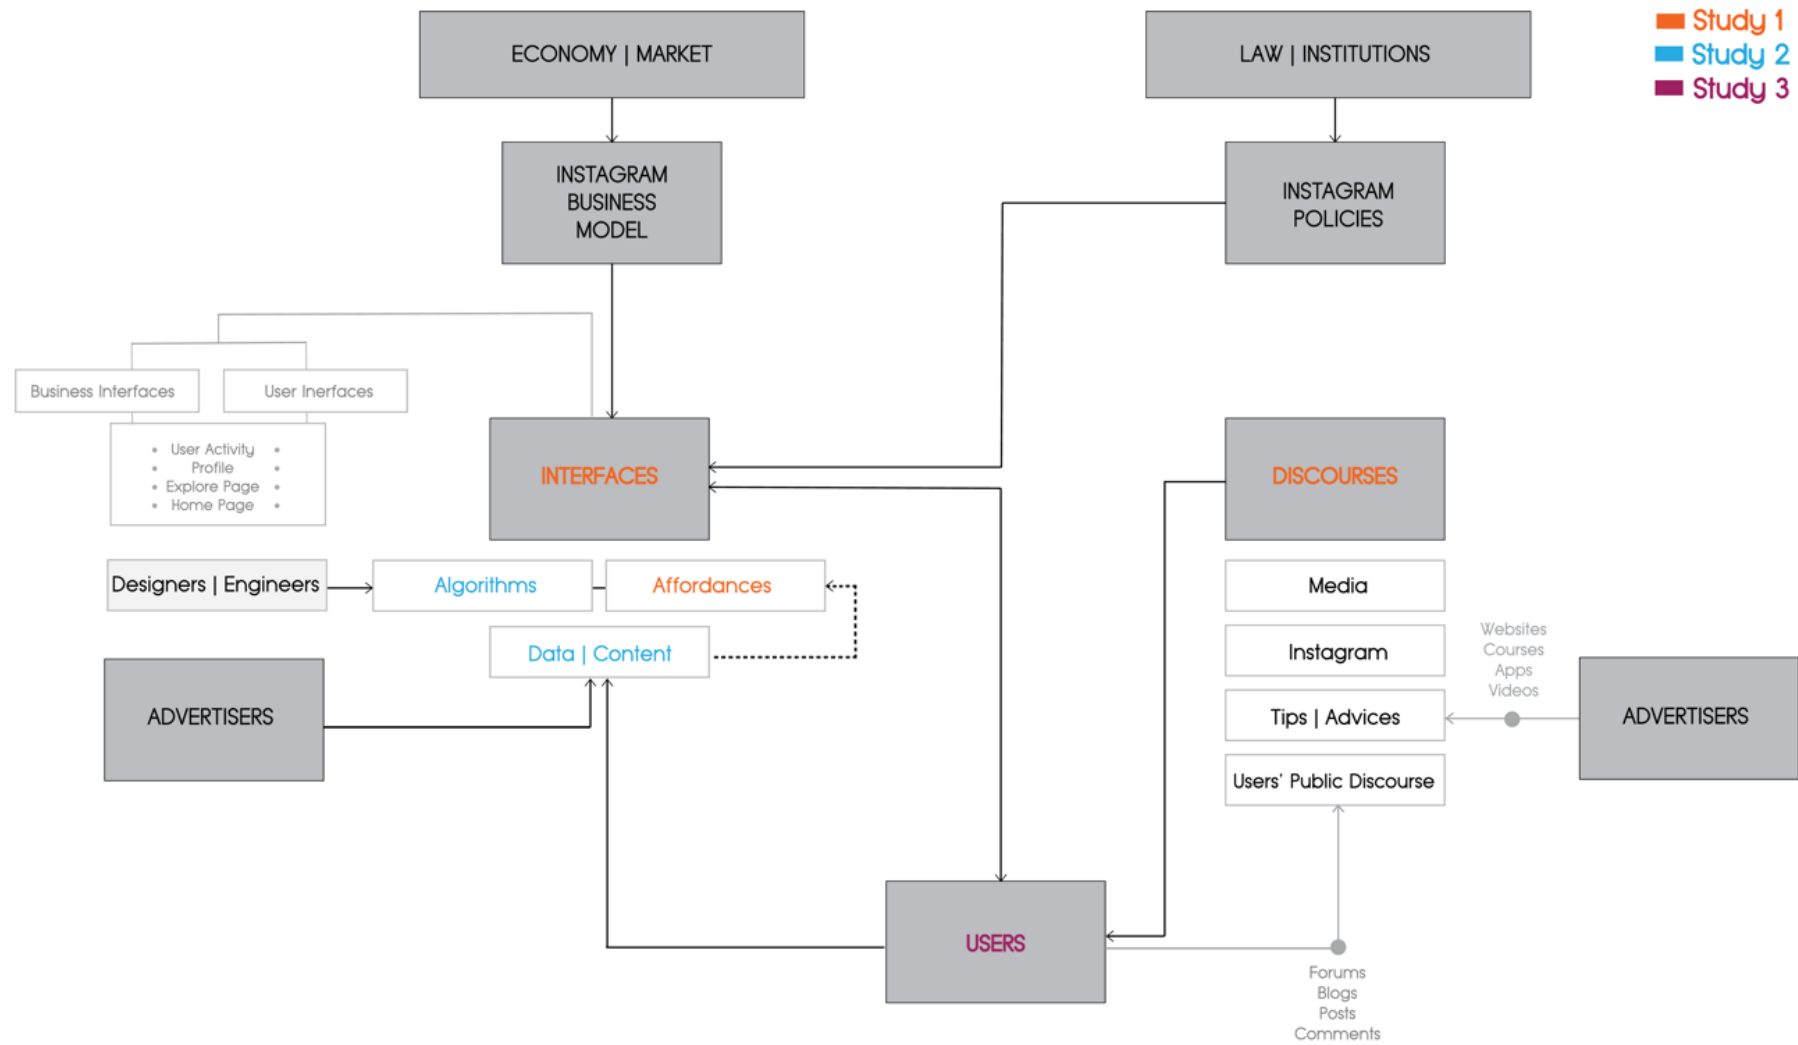 ECONOMY | MARKET
LAW | INSTITUTIONS
Study 1
Study 2
Study 3
INSTAGRAM
BUSINESS
MODEL
INSTAGRAM
POLICIES
Business Interfaces
User Inerfaces
• User Activity •
• Profile •
• Explore Page •
• Home Page •
INTERFACES
DISCOURSES
Designers | Engineers
Algorithms
Affordances
Data | Content
ADVERTISERS
Media
Instagram
Tips | Advices
Users' Public Discourse
Websites
Courses
Apps
Videos
ADVERTISERS
USERS
Forums
Blogs
Posts
Comments